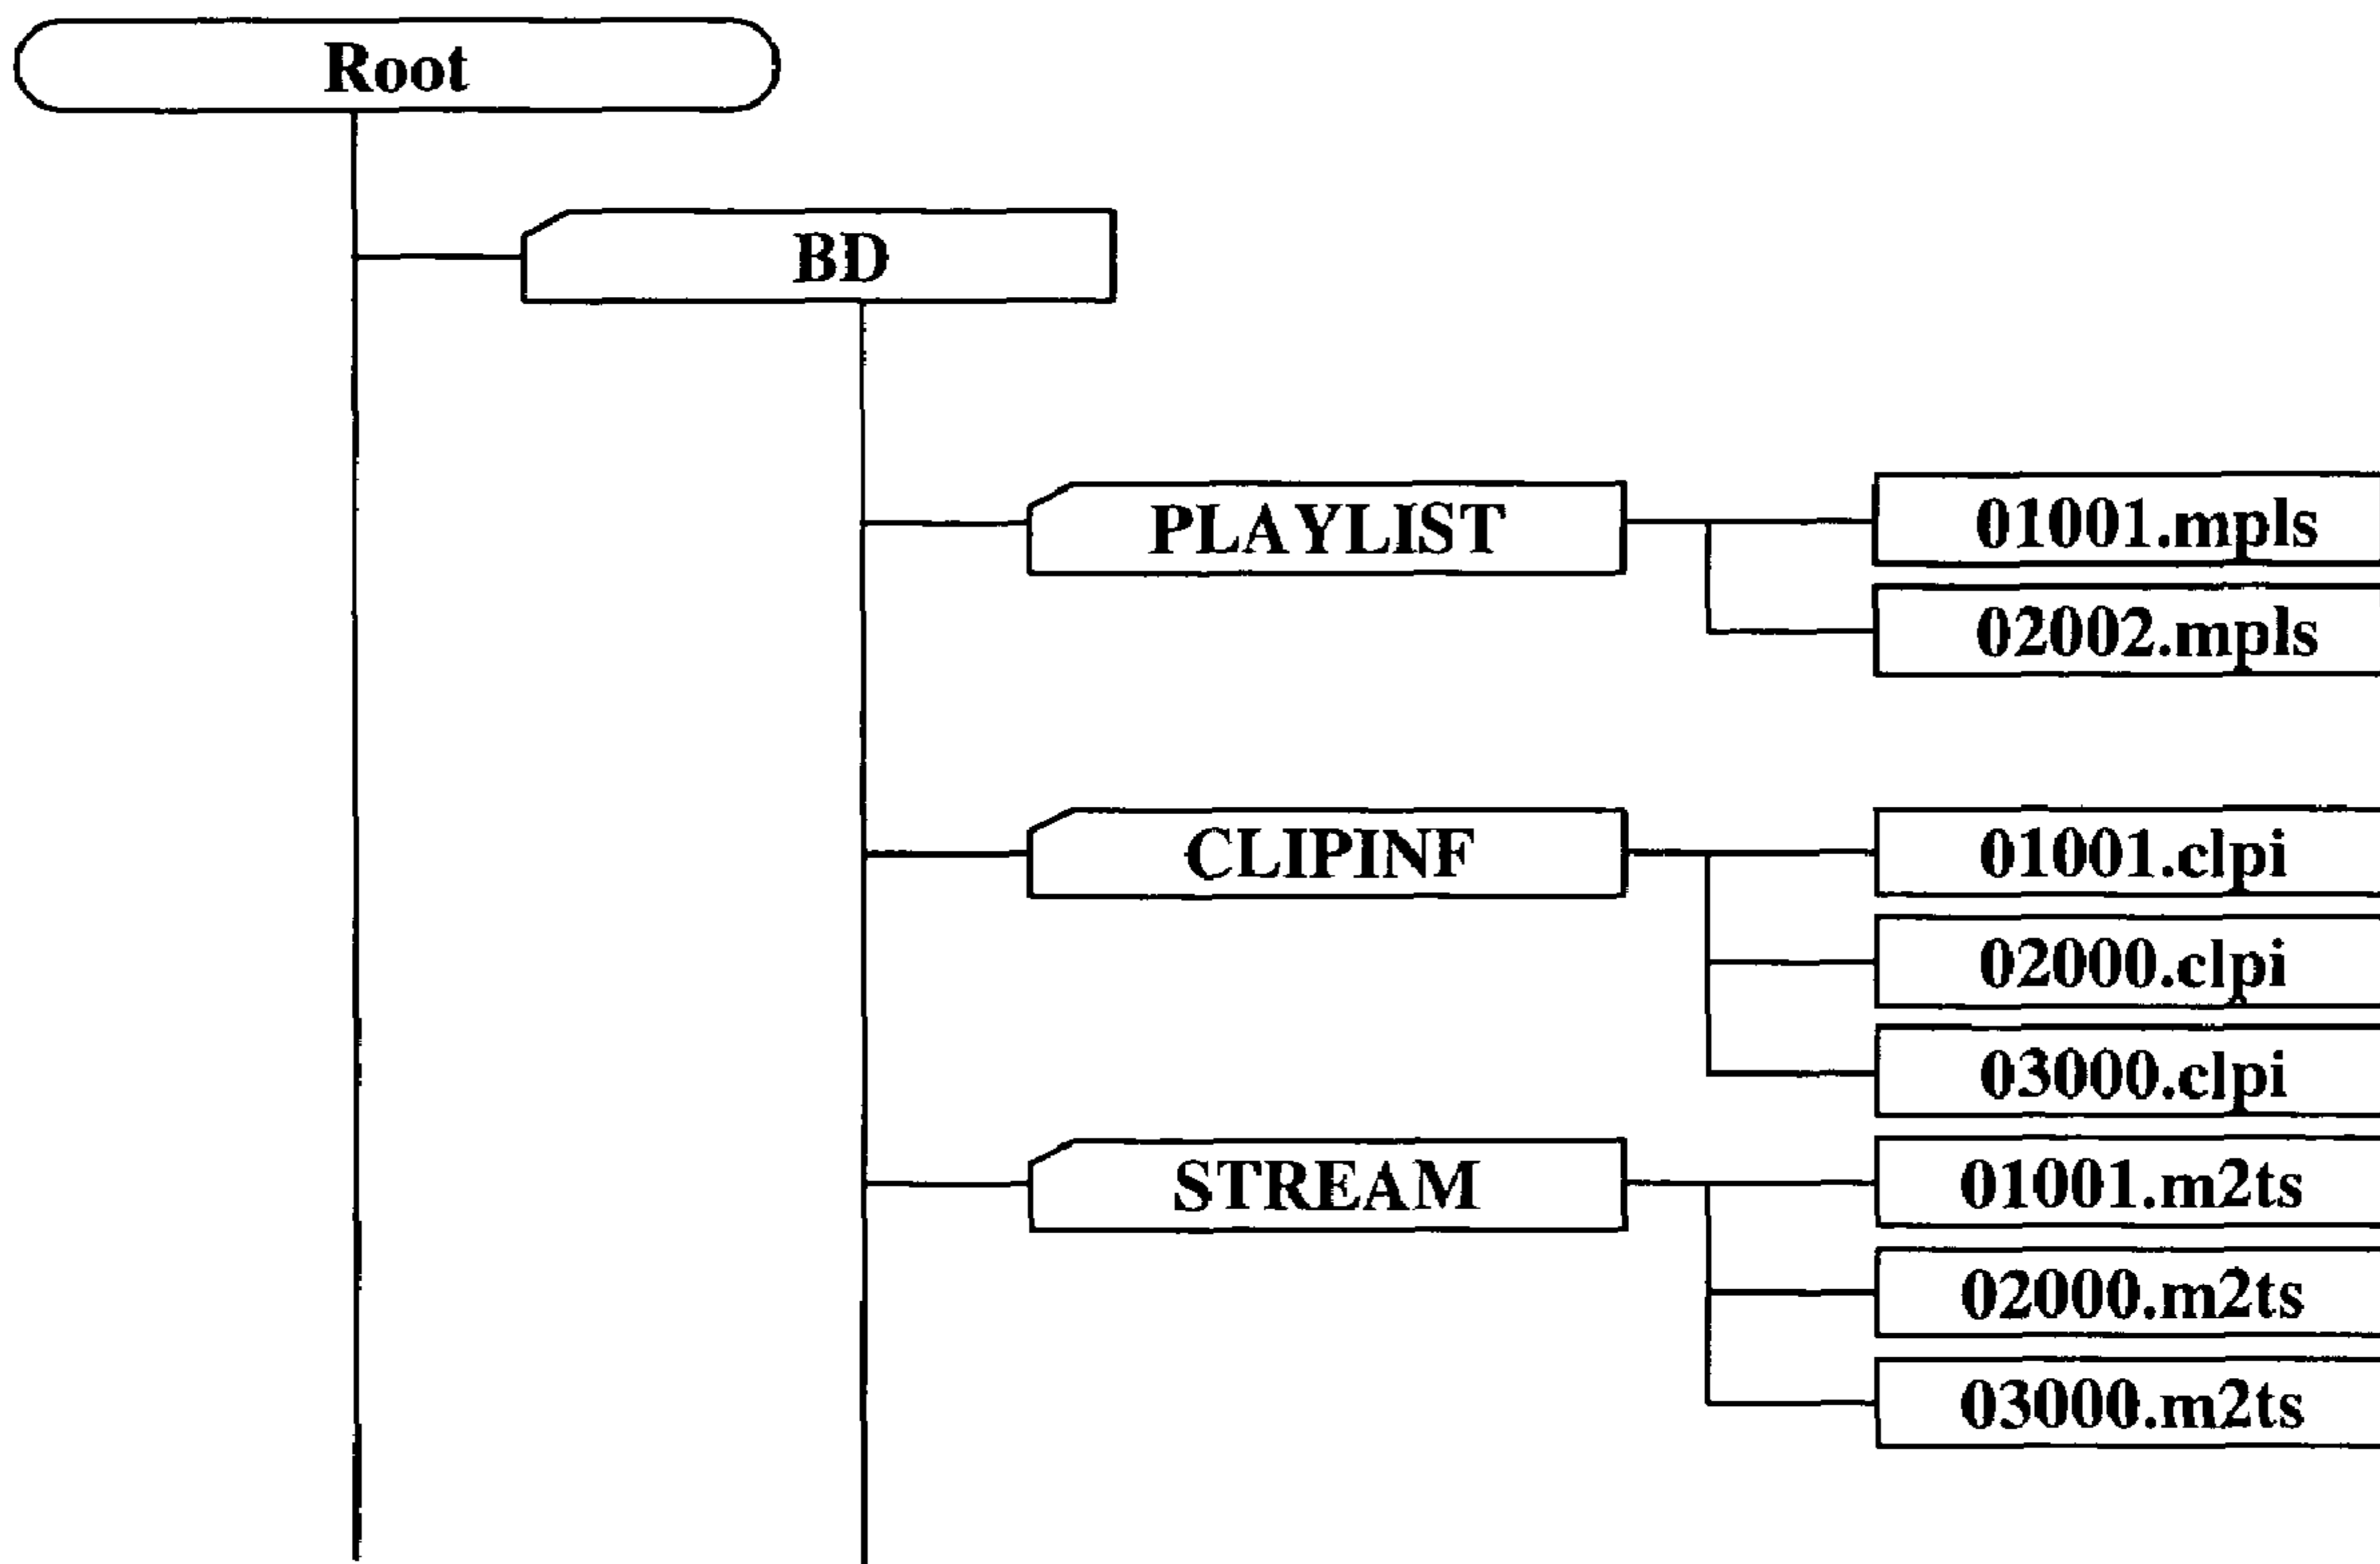 Root
BD
PLAYLIST
01001.mpls
02002.mpls
CLIPINF
01001.clpi
02000.clpi
03000.clpi
STREAM
01001.m2ts
02000.m2ts
03000.m2ts